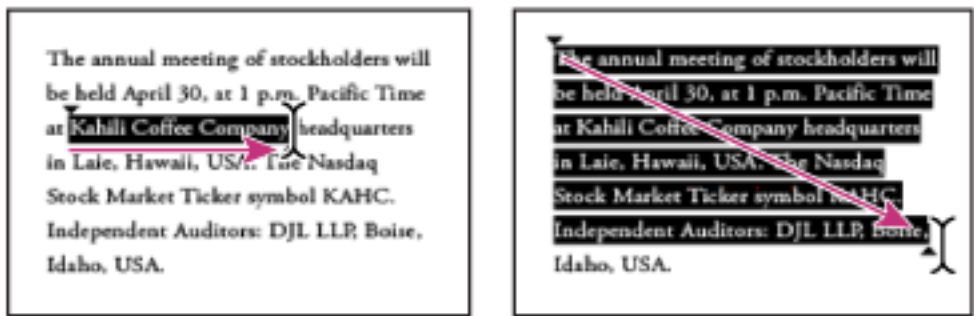 The annual meeting of stockholders will
be held April 30, at 1 p.m. Pacific Time
at Kahili Coffee Company headquarters
in Laie, Hawaii, USA. The Nasdaq
Stock Market Ticker symbol KAHC.
Independent Auditors: DJL LLP, Boise,
Idaho, USA.
The annual meeting of stockholders will
be held April 30, at 1 p.m. Pacific Time
at Kahili Coffee Company headquarters
in Laie, Hawaii, USA. The Nasdaq
Stock Market Ticker symbol KAHC.
Independent Auditors: DJL LLP, Boise,
Idaho, USA.